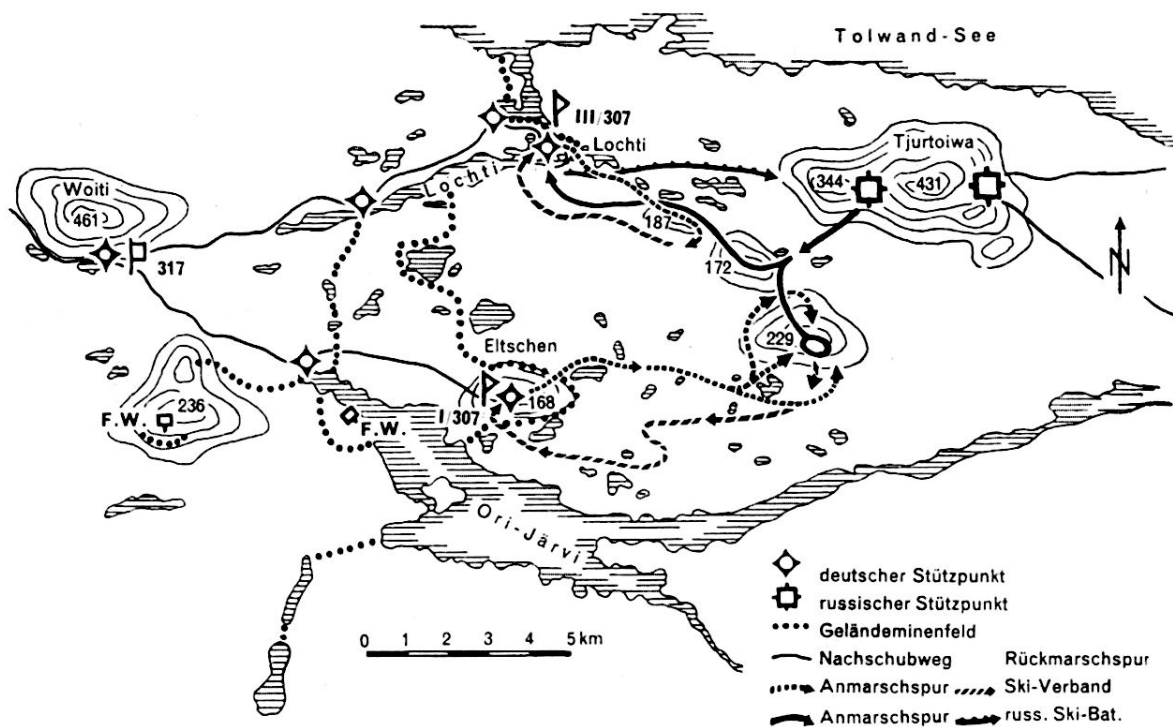 Tolwand-See
III/307
Lochti
Tjurtoiwa
344
431
Woiti
461
Lochti
187
172
N
317
229
Eltschen
236
F.W.
F.W.
I/307
168
Ori-Järvi
0 1 2 3 4 5 km
deutscher Stützpunkt
russischer Stützpunkt
Geländeminenfeld
Nachschubweg Rückmarschspur
Anmarschspur Ski-Verband
Anmarschspur russ. Ski-Bat.